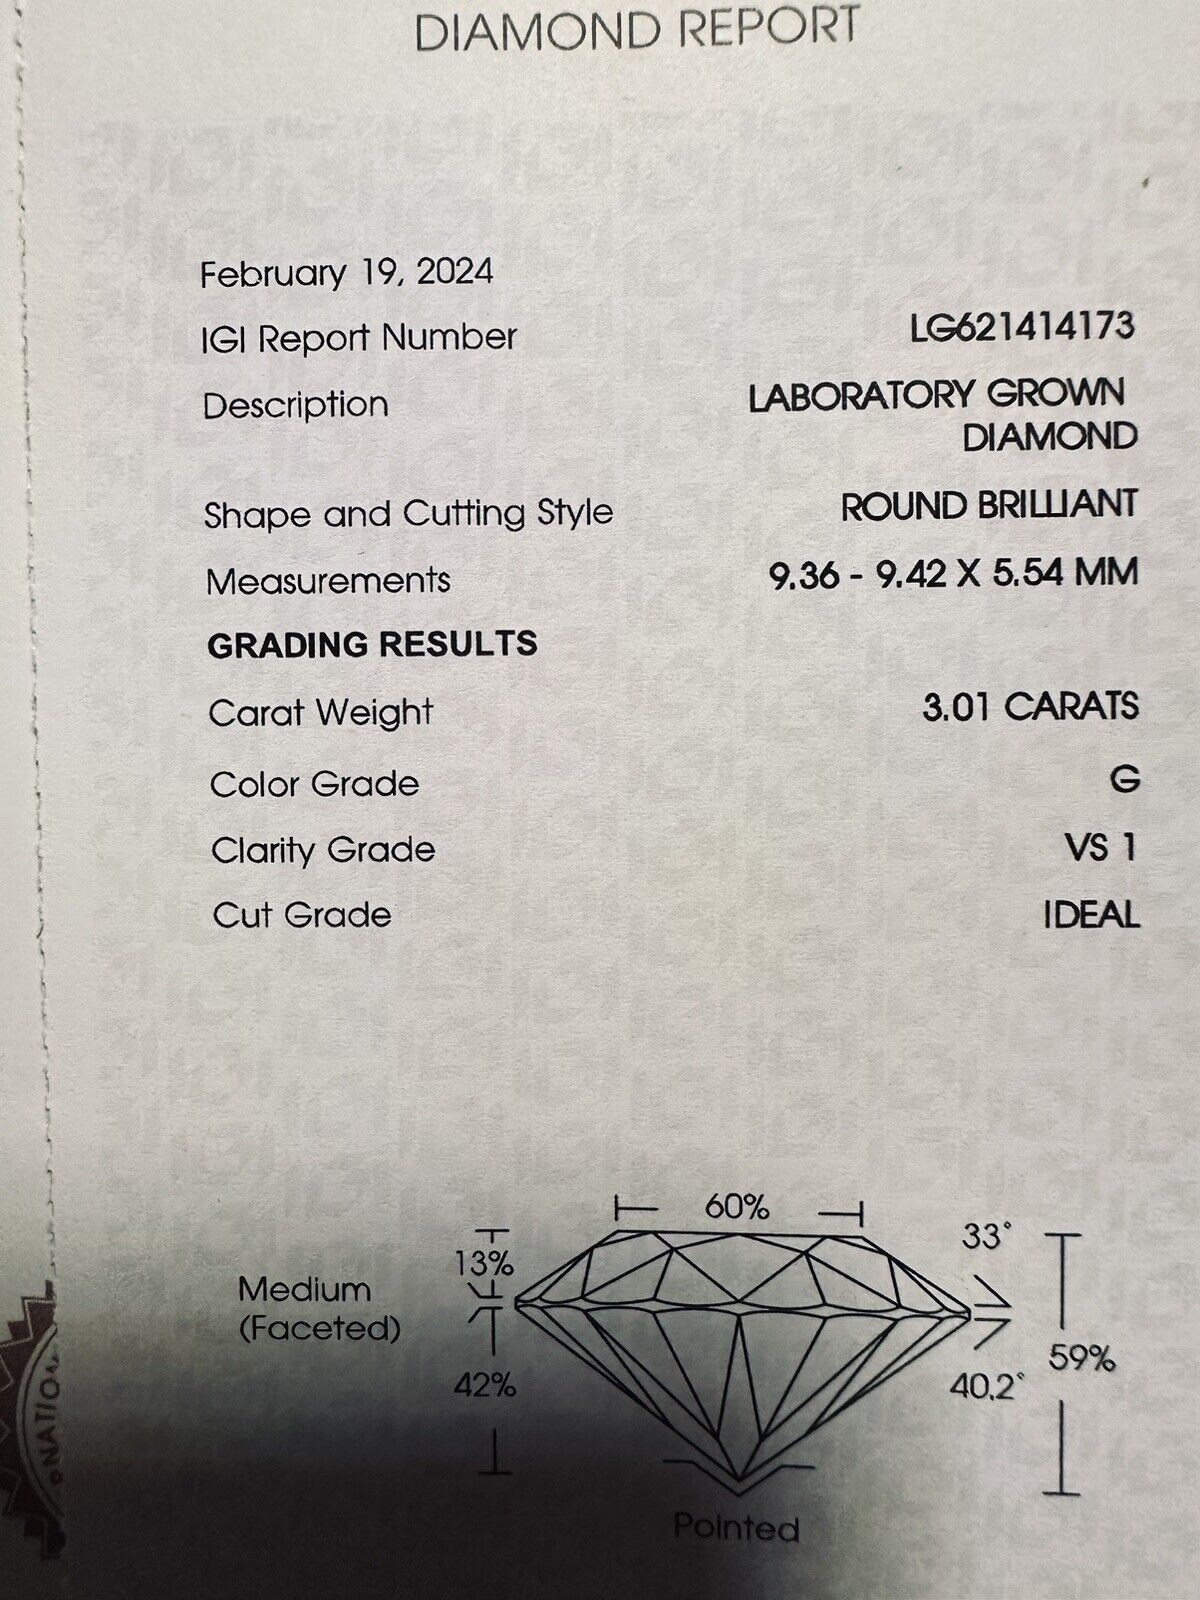 DIAMOND REPORT
February 19, 2024
IGI Report Number LG621414173
Description LABORATORY GROWN
DIAMOND
Shape and Cutting Style ROUND BRILLIANT
Measurements 9.36 - 9.42 X 5.54 MM
GRADING RESULTS
Carat Weight 3.01 CARATS
Color Grade G
Clarity Grade VS 1
Cut Grade IDEAL
60%
33°
13%
Medium
(Faceted)
59%
42%
40.2°
Pointed